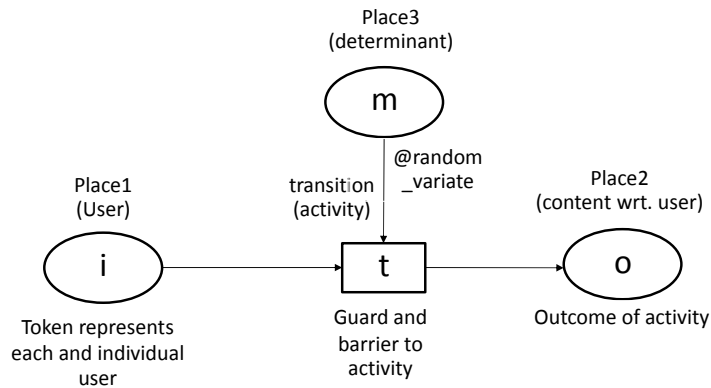 Place3
(determinant)
m
@random
_variate
transition
(activity)
Place1
(User)
i
Token represents
each and individual
user
t
Guard and
barrier to
activity
Place2
(content wrt. user)
o
Outcome of activity